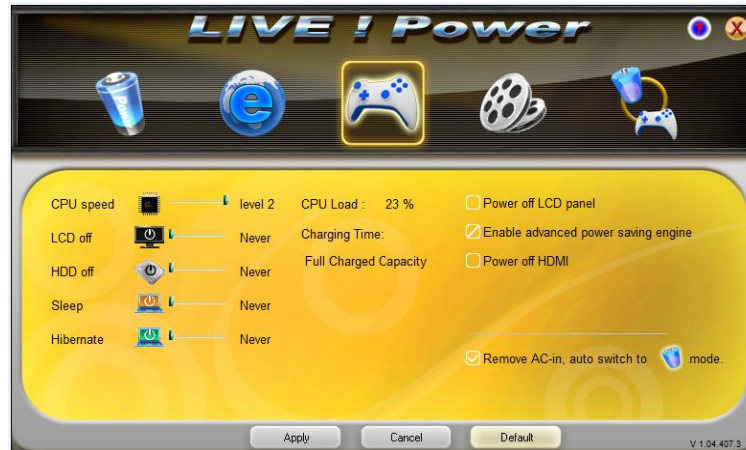 LIVE ! Power
CPU speed
level 2
CPU Load : 23 %
Power off LCD panel
LCD off
Never
Charging Time:
Enable advanced power saving engine
HDD off
Never
Full Charged Capacity
Power off HDMI
Sleep
Never
Hibernate
Never
Remove AC-in, auto switch to mode.
Apply
Cancel
Default
V 1.04.407.3